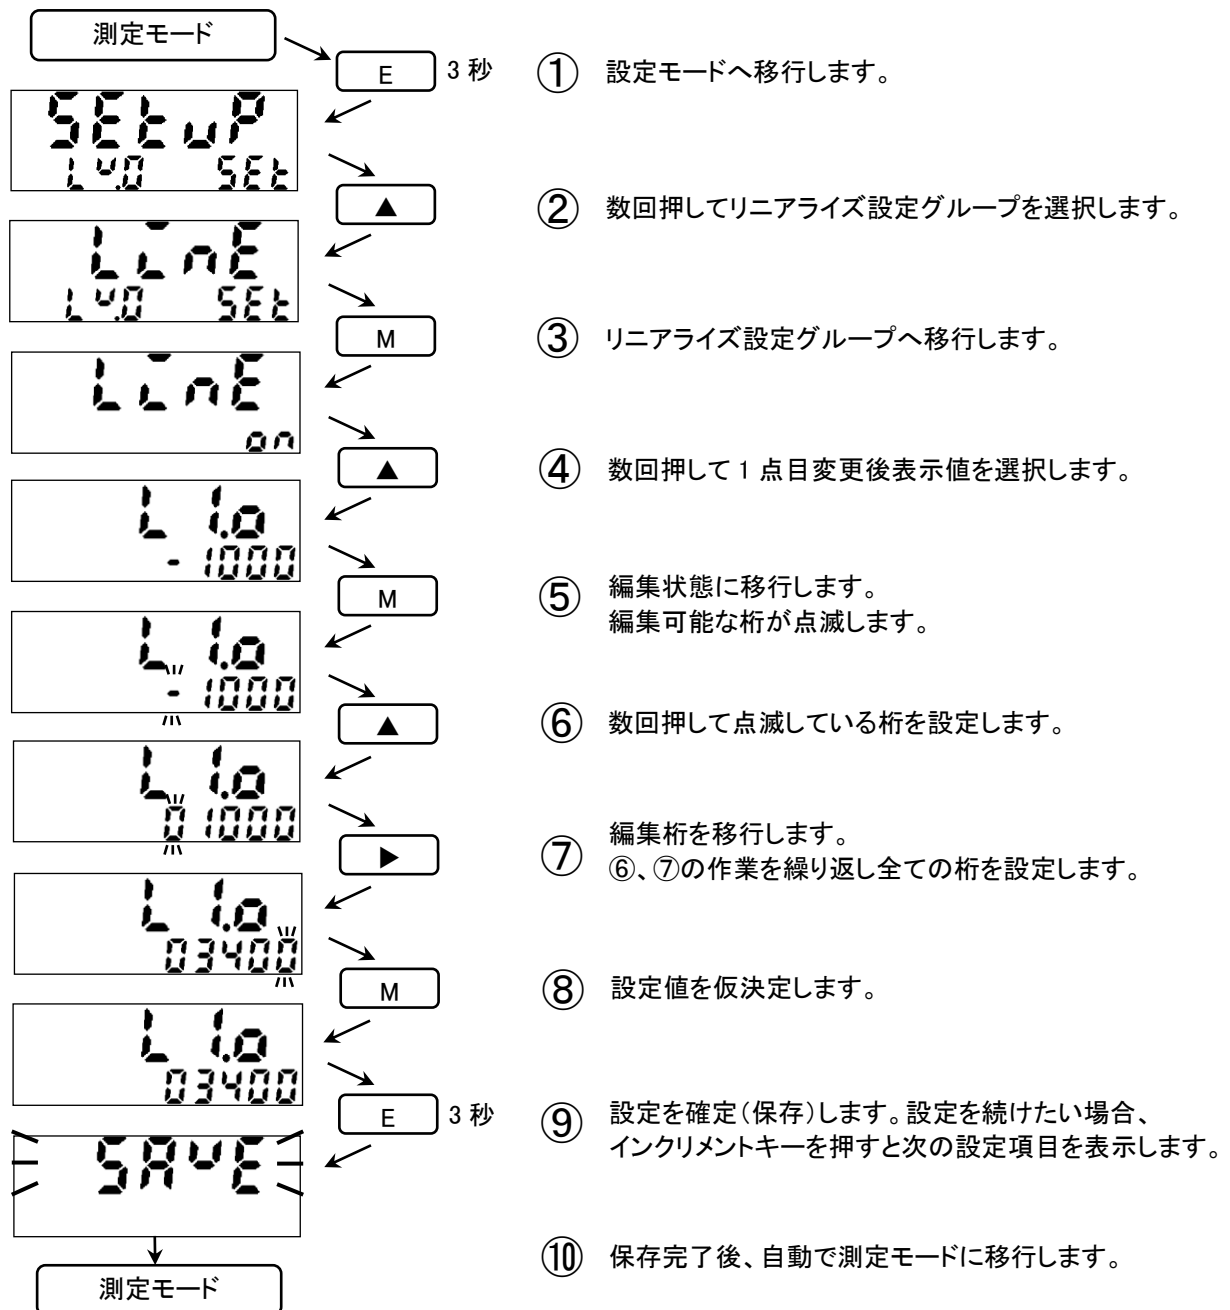 測定モード
E 3 秒 ① 設定モードへ移行します。
SEtuP
Lv.0 SEt
▲ ② 数回押してリニアライズ設定グループを選択します。
LinE
Lv.0 SEt
M ③ リニアライズ設定グループへ移行します。
LinE
on
▲ ④ 数回押して 1 点目変更後表示値を選択します。
L 1.o
- 1000
M ⑤ 編集状態に移行します。
編集可能な桁が点滅します。
L 1.o
- 1000
▲ ⑥ 数回押して点滅している桁を設定します。
L 1.o
01000
▶ ⑦ 編集桁を移行します。
⑥、⑦の作業を繰り返し全ての桁を設定します。
L 1.o
03400
M ⑧ 設定値を仮決定します。
L 1.o
03400
E 3 秒 ⑨ 設定を確定(保存)します。設定を続けたい場合、
インクリメントキーを押すと次の設定項目を表示します。
SAvE
⑩ 保存完了後、自動で測定モードに移行します。
測定モード